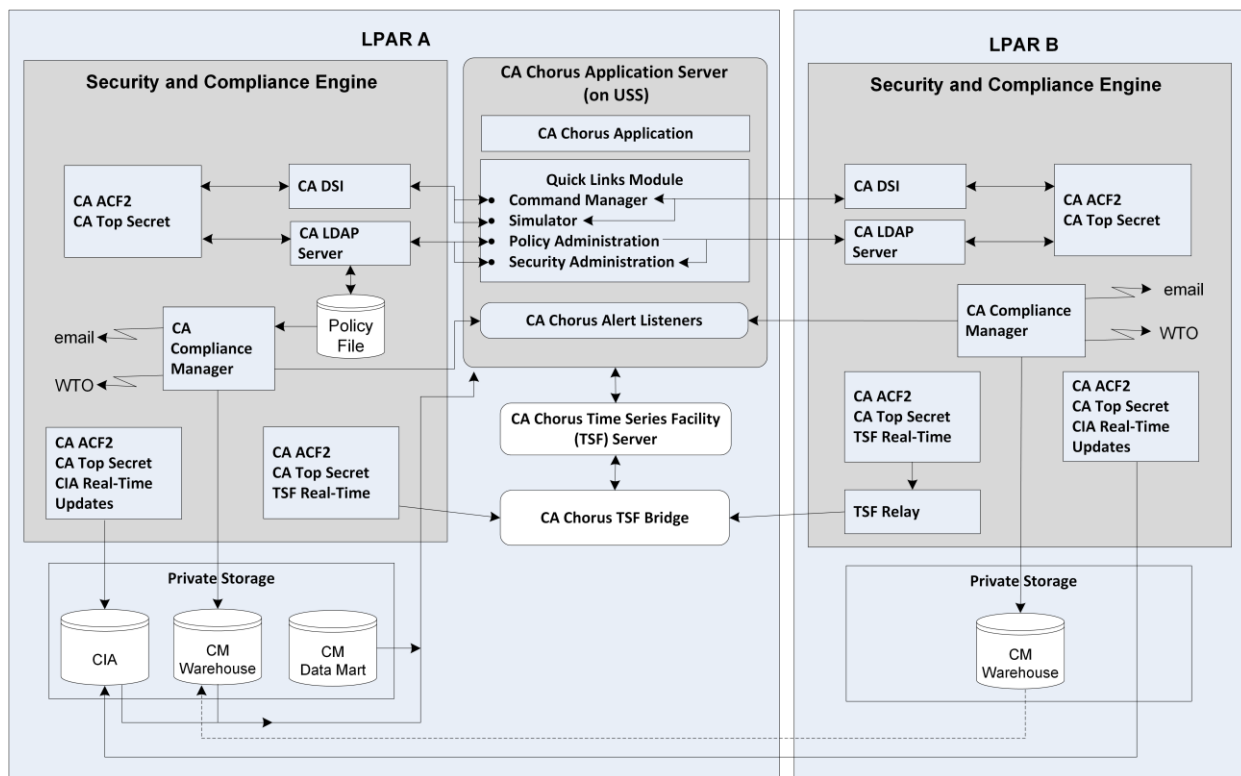 LPAR A
Security and Compliance Engine
CA ACF2
CA Top Secret
CA DSI
CA LDAP
Server
Policy
File
email
WTO
CA
Compliance
Manager
CA ACF2
CA Top Secret
CIA Real-Time
Updates
CA ACF2
CA Top Secret
TSF Real-Time
Private Storage
CIA
CM
Warehouse
CM
Data Mart
CA Chorus Application Server
(on USS)
CA Chorus Application
Quick Links Module
Command Manager
Simulator
Policy Administration
Security Administration
CA Chorus Alert Listeners
CA Chorus Time Series Facility
(TSF) Server
CA Chorus TSF Bridge
LPAR B
Security and Compliance Engine
CA DSI
CA LDAP
Server
CA ACF2
CA Top Secret
CA Compliance
Manager
email
WTO
CA ACF2
CA Top Secret
TSF Real-Time
TSF Relay
CA ACF2
CA Top Secret
CIA Real-Time
Updates
Private Storage
CM
Warehouse